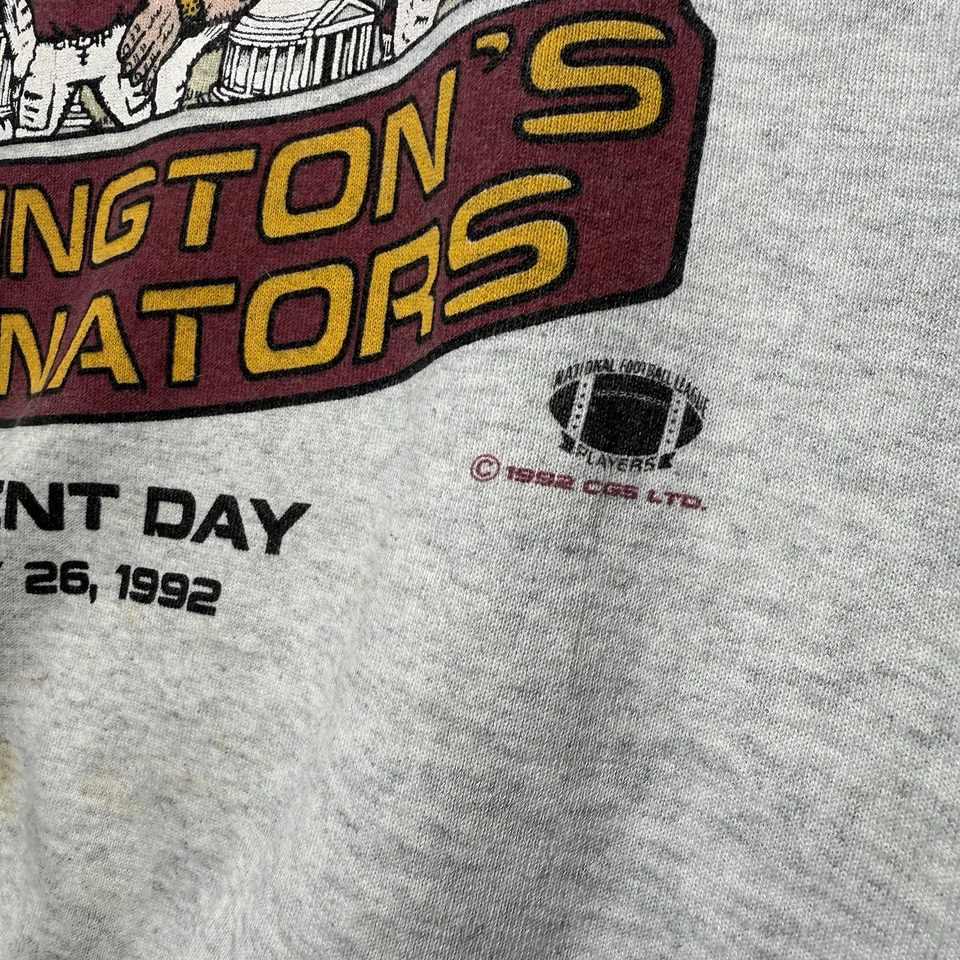 INGTON'S
NATORS
NATIONAL FOOTBALL LEAGUE
PLAYERS
© 1992 CGS LTD.
ENT DAY
26, 1992